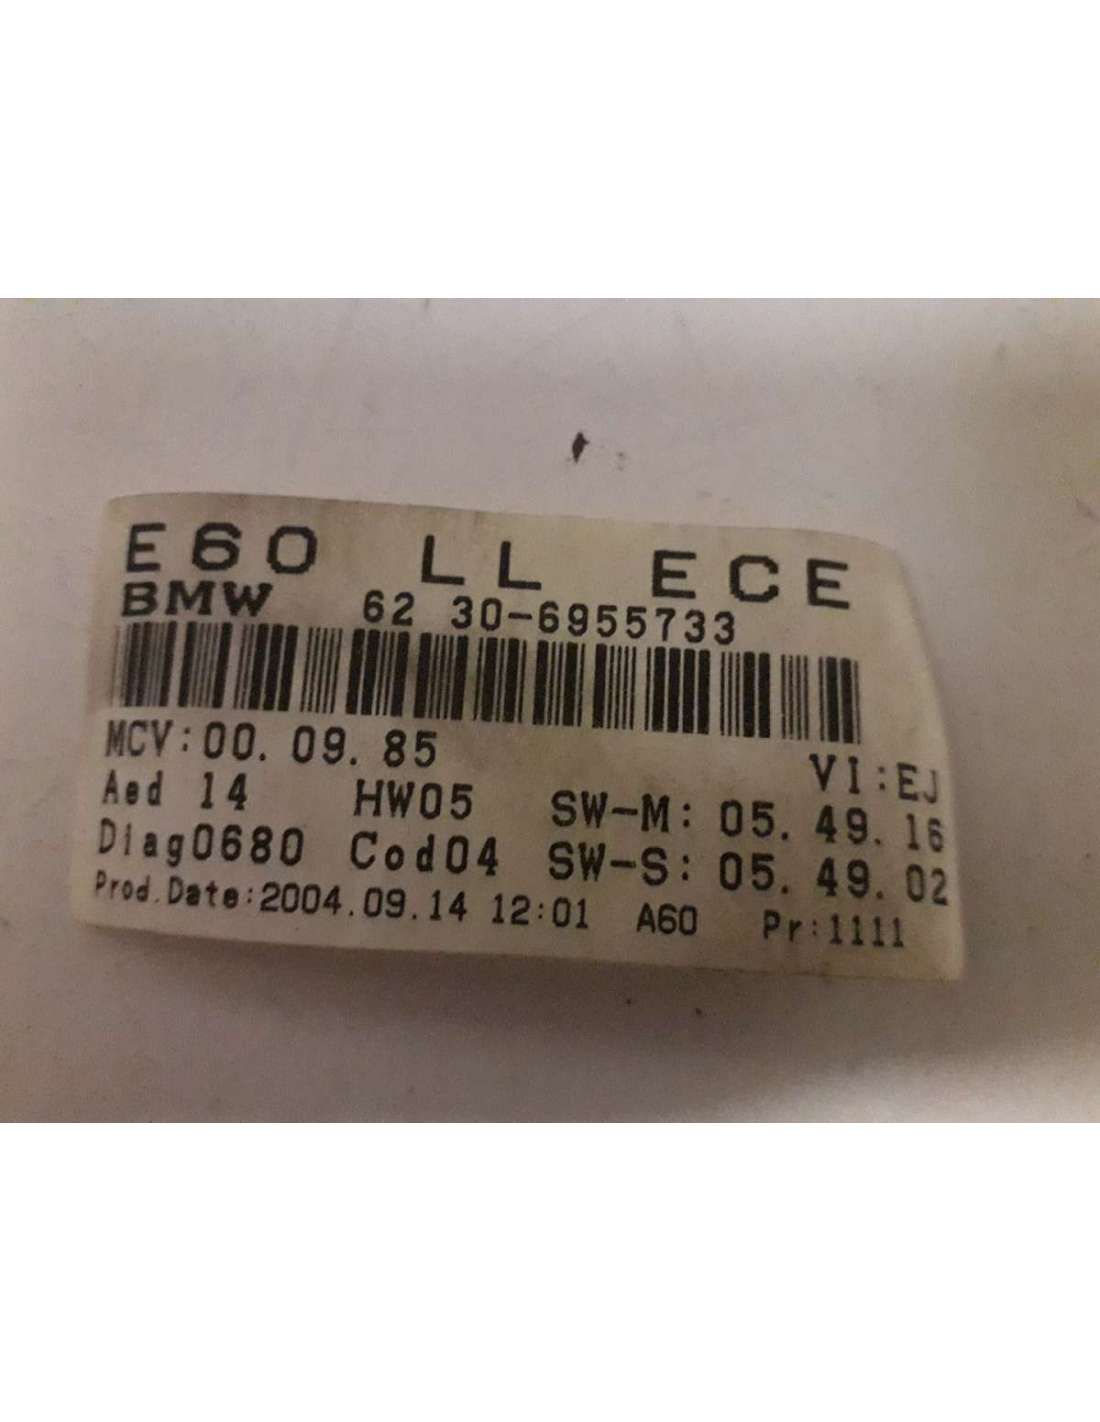 E60 LL ECE
BMW 62 30-6955733
MCV:00. 09. 85 VI:EJ
Aed 14 HW05 SW-M: 05. 49. 16
Diag0680 Cod04 SW-S: 05. 49. 02
Prod.Date:2004.09.14 12:01 A60 Pr:1111